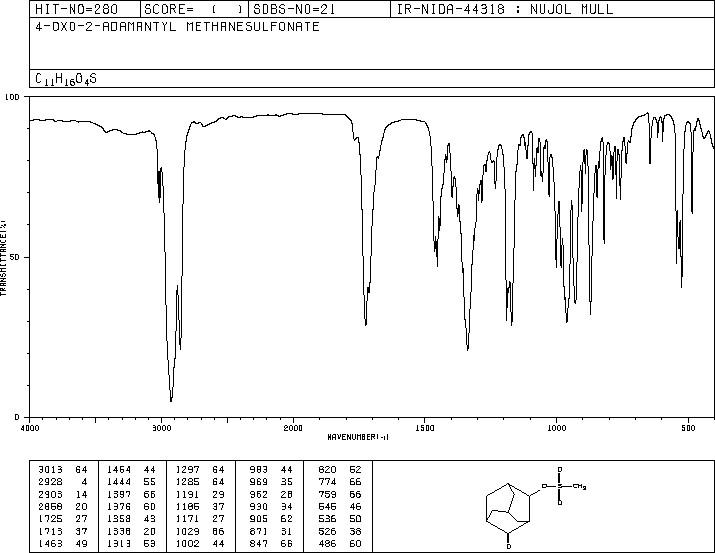 HIT-NO=280 SCORE= ( ) SDBS-NO=21 IR-NIDA-44318 : NUJOL MULL
4-OXO-2-ADAMANTYL METHANESULFONATE
C11H16O4S
100
50
0
TRANSMITTANCE(%)
4000 3000 2000 1500 1000 500
WAVENUMBER(-1)
3013 64 1454 44 1297 64 983 44 820 52
2928 4 1444 55 1285 64 969 35 774 66
2903 14 1397 66 1191 29 962 28 759 66
2858 20 1376 60 1186 37 930 34 545 46
1725 27 1358 43 1171 27 905 62 536 50
1713 37 1338 20 1029 86 871 31 526 38
1463 49 1313 53 1002 44 847 66 486 60
O
O-S-CH3
O
O